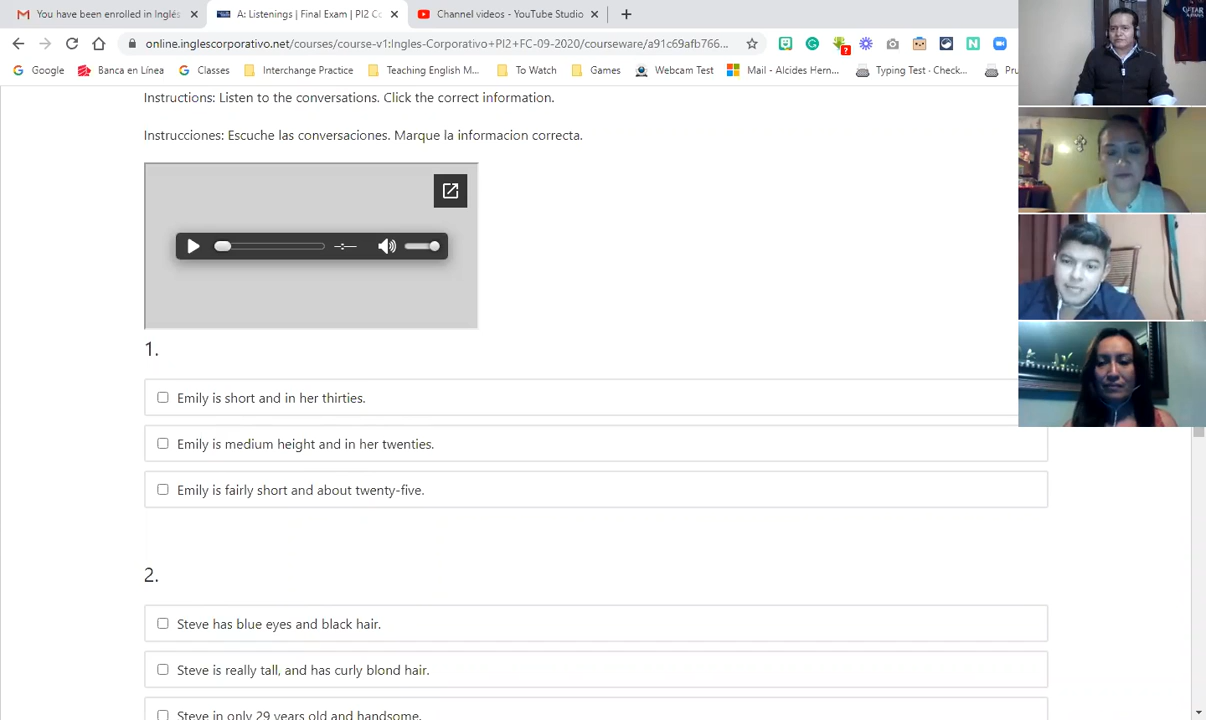 You have been enrolled in Inglés
A: Listenings | Final Exam | PI2 Co
Channel videos - YouTube Studio
online.inglescorporativo.net/courses/course-v1:Ingles-Corporativo+PI2+FC-09-2020/courseware/a91c69afb766...
Google Banca en Línea Classes Interchange Practice Teaching English M... To Watch Games Webcam Test Mail - Alcides Hern... Typing Test · Check... Pru
Instructions: Listen to the conversations. Click the correct information.
Instrucciones: Escuche las conversaciones. Marque la informacion correcta.
-:--
1.
Emily is short and in her thirties.
Emily is medium height and in her twenties.
Emily is fairly short and about twenty-five.
2.
Steve has blue eyes and black hair.
Steve is really tall, and has curly blond hair.
Steve in only 29 years old and handsome.